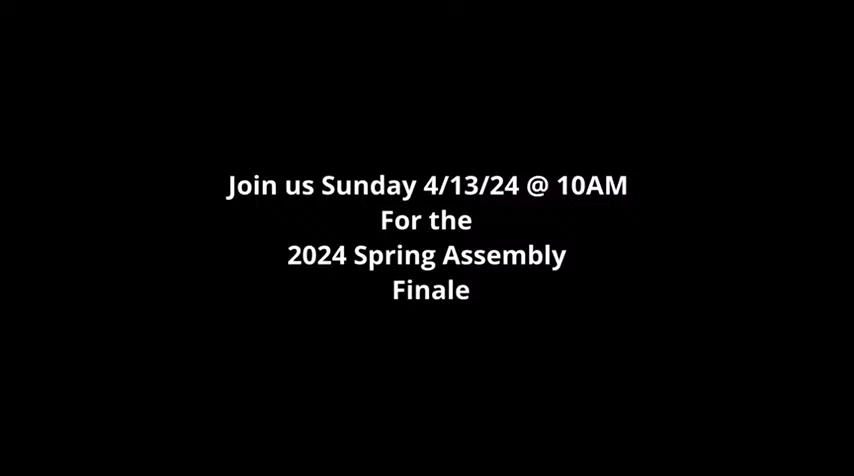 Join us Sunday 4/13/24 @ 10AM
For the
2024 Spring Assembly
Finale